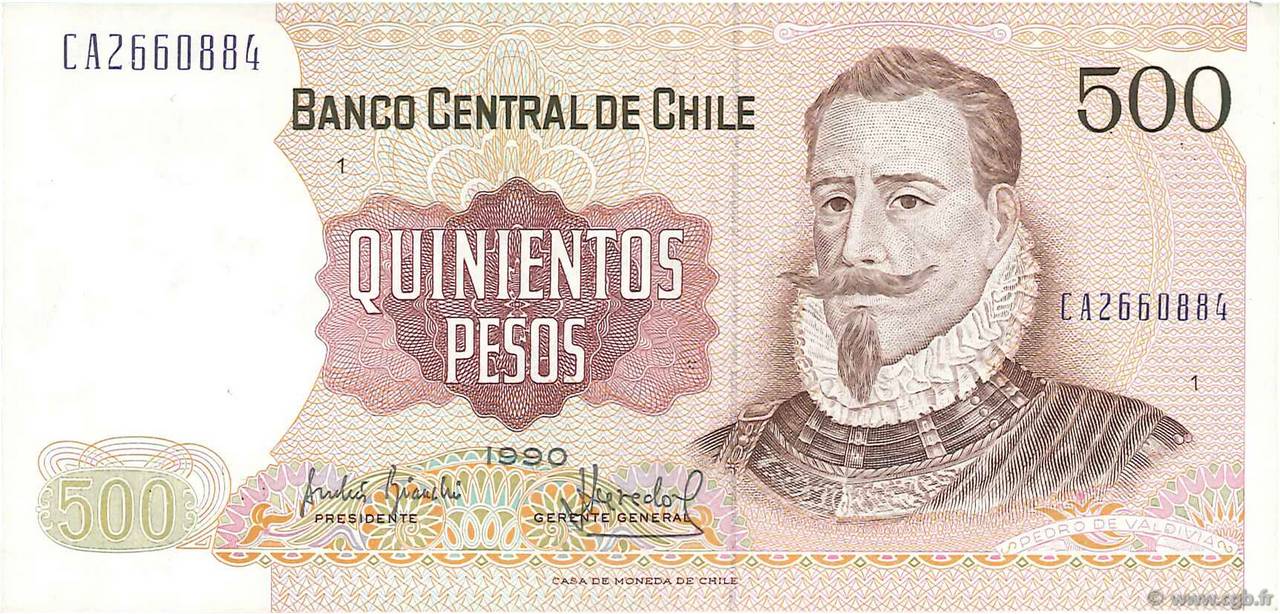 CA2660884
500
BANCO CENTRAL DE CHILE
1
QUINIENTOS
PESOS
CA2660884
1
1990
Andrés Bianchi
PRESIDENTE
GERENTE GENERAL
500
PEDRO DE VALDIVIA
CASA DE MONEDA DE CHILE
© www.cgb.fr